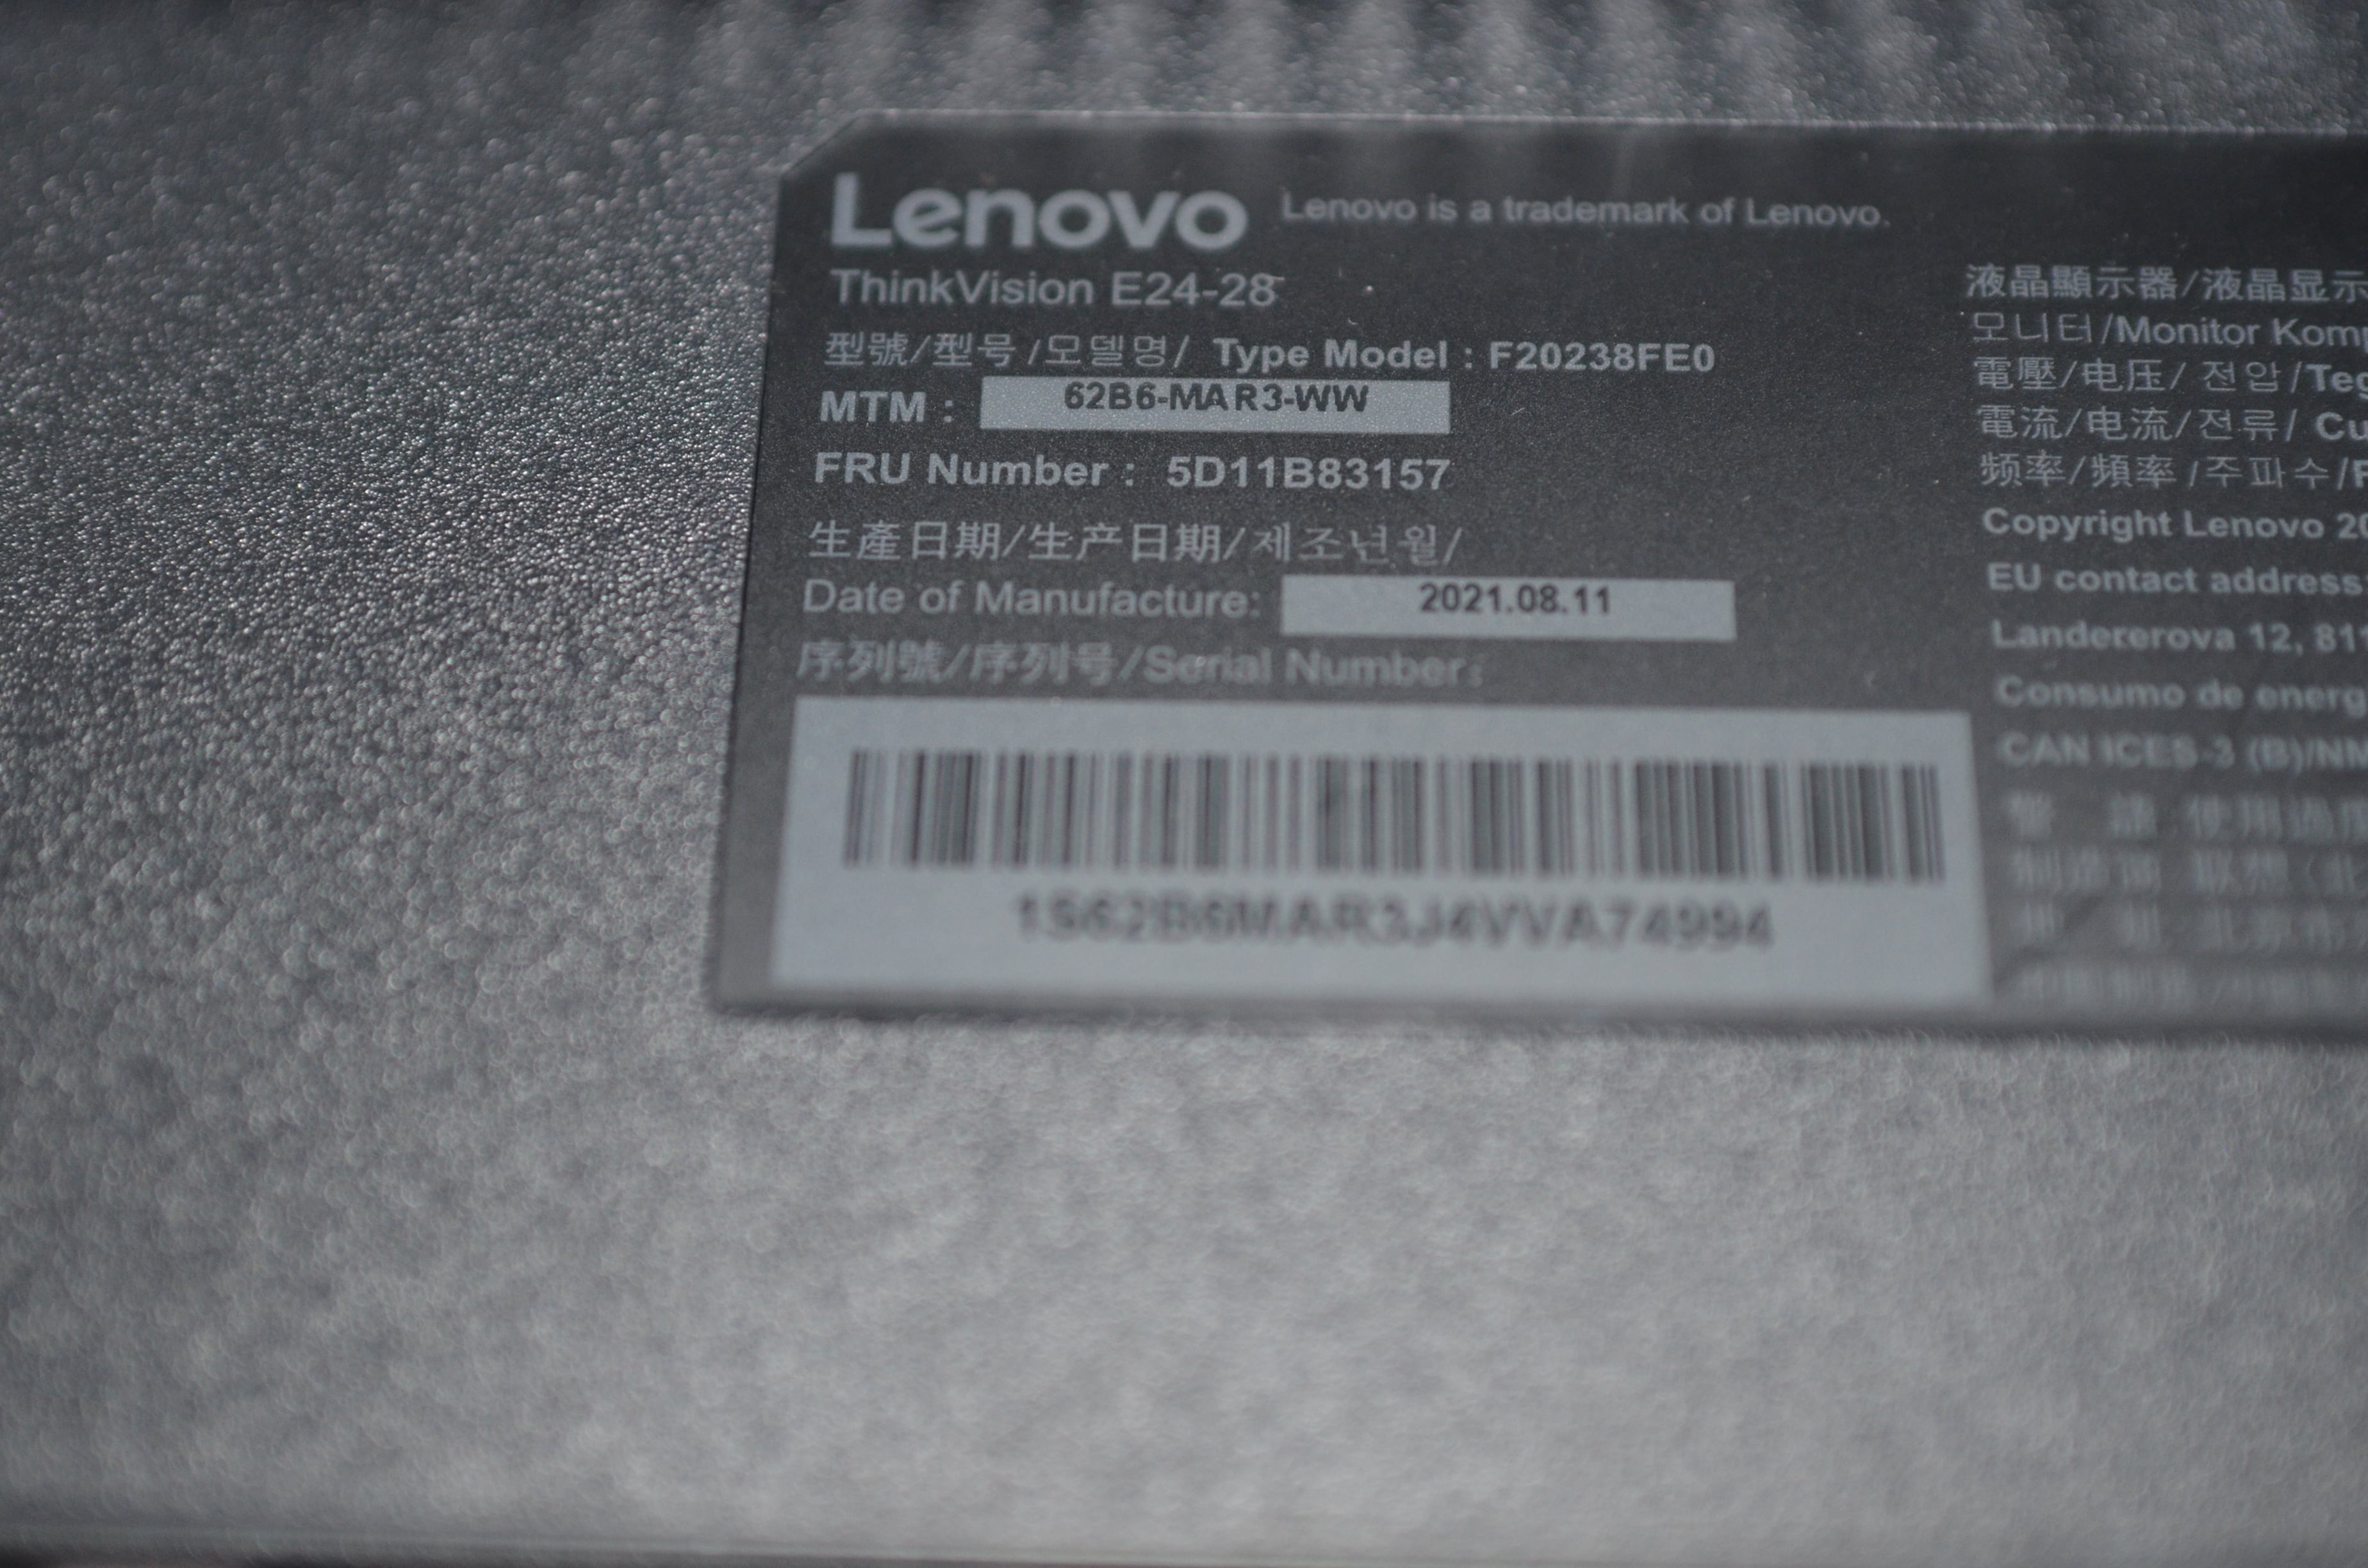 Lenovo Lenovo is a trademark of Lenovo.
ThinkVision E24-28
型號/型号/모델명/ Type Model : F20238FE0
MTM : 62B6-MAR3-WW
FRU Number : 5D11B83157
生產日期/生产日期/제조년월/
Date of Manufacture: 2021.08.11
序列號/序列号/Serial Number:
1S62B6MAR3J4VVA74994
液晶顯示器/液晶显示
모니터/Monitor Komp
電壓/电压/ 전압/Teg
電流/电流/전류/ Cu
频率/頻率/주파수/F
Copyright Lenovo 20
EU contact address:
Landererova 12, 811
Consumo de energ
CAN ICES-3 (B)/NM